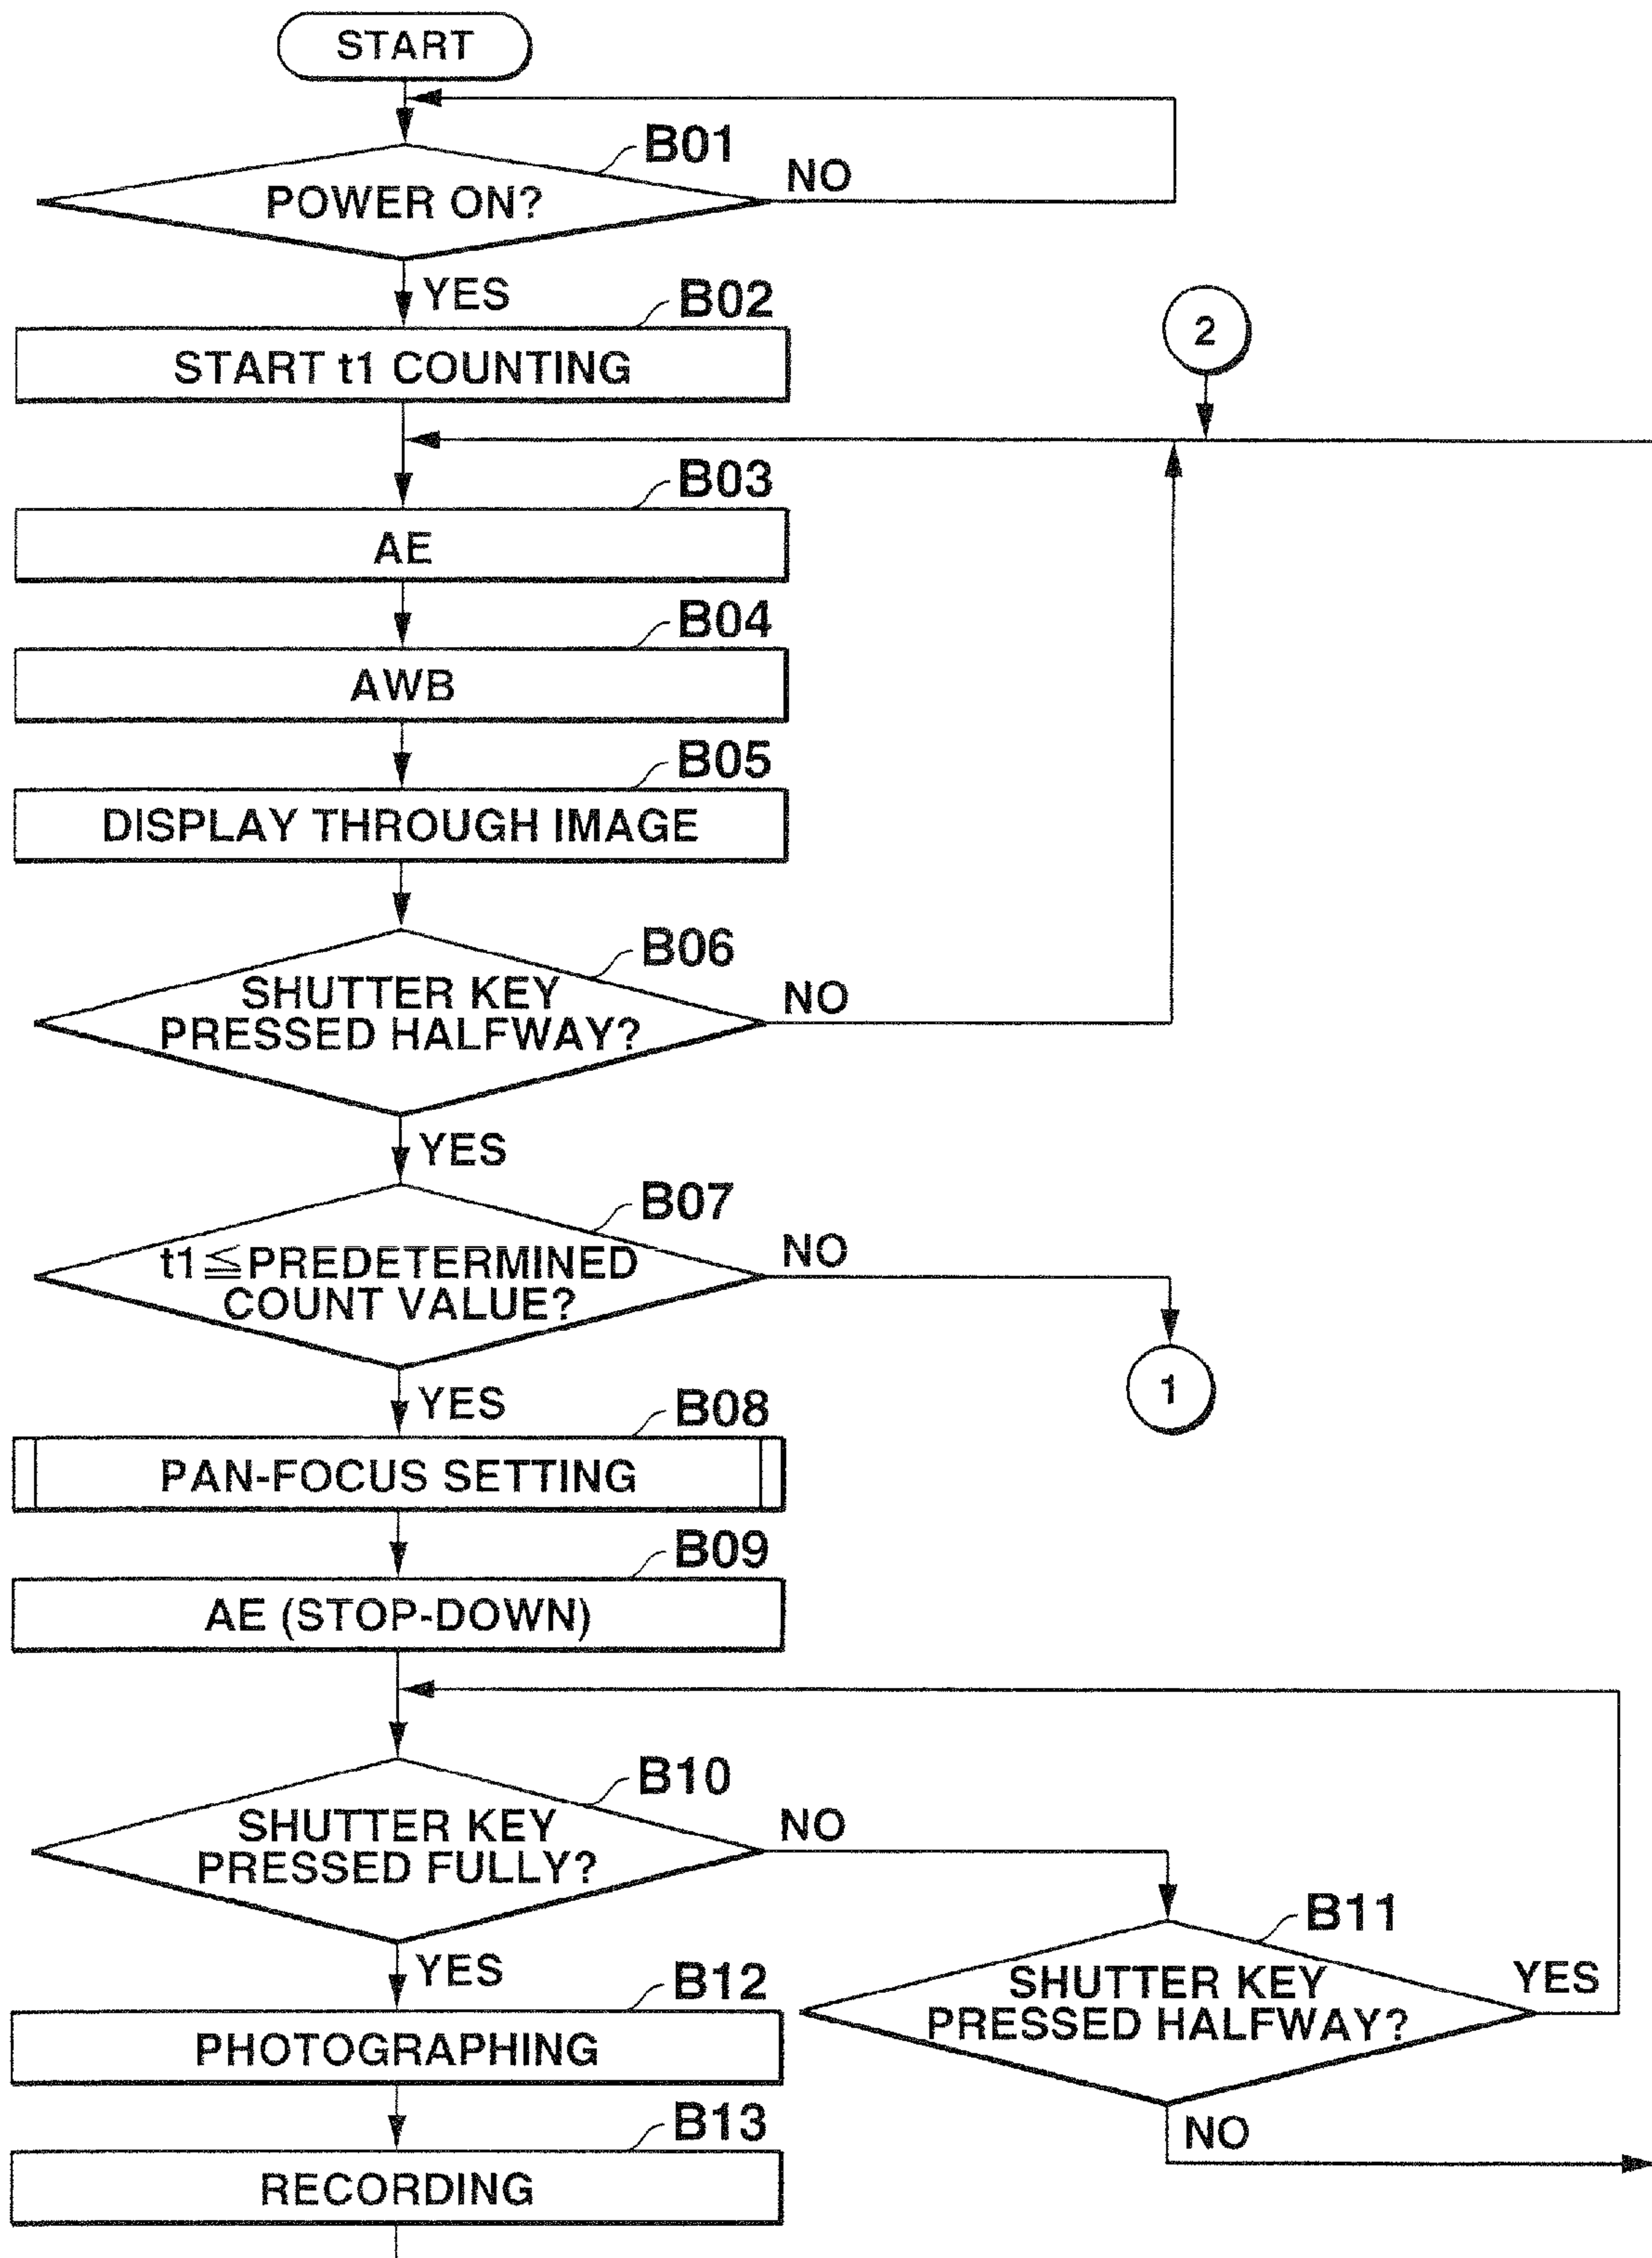 START
B01
POWER ON?
NO
YES
B02
START t1 COUNTING
2
B03
AE
B04
AWB
B05
DISPLAY THROUGH IMAGE
B06
SHUTTER KEY
PRESSED HALFWAY?
NO
YES
B07
t1≦PREDETERMINED
COUNT VALUE?
NO
1
YES
B08
PAN-FOCUS SETTING
B09
AE (STOP-DOWN)
B10
SHUTTER KEY
PRESSED FULLY?
NO
B11
SHUTTER KEY
PRESSED HALFWAY?
YES
NO
YES
B12
PHOTOGRAPHING
B13
RECORDING